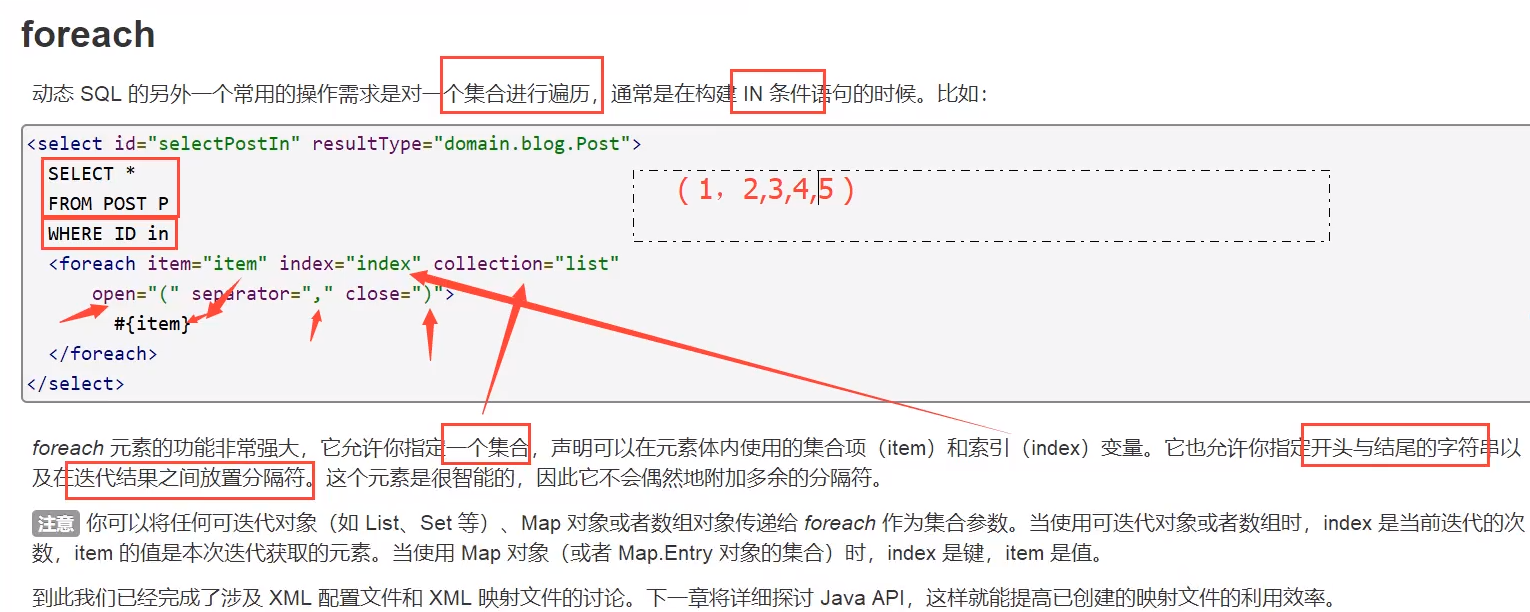 foreach
动态 SQL 的另外一个常用的操作需求是对一个集合进行遍历，通常是在构建 IN 条件语句的时候。比如：
<select id="selectPostIn" resultType="domain.blog.Post">
SELECT *
FROM POST P
WHERE ID in
（1，2,3,4,5）
<foreach item="item" index="index" collection="list"
open="(" separator="," close=")">
#{item}
</foreach>
</select>
foreach 元素的功能非常强大，它允许你指定一个集合，声明可以在元素体内使用的集合项（item）和索引（index）变量。它也允许你指定开头与结尾的字符串以
及在迭代结果之间放置分隔符。这个元素是很智能的，因此它不会偶然地附加多余的分隔符。
注意 你可以将任何可迭代对象（如 List、Set 等）、Map 对象或者数组对象传递给 foreach 作为集合参数。当使用可迭代对象或者数组时，index 是当前迭代的次
数，item 的值是本次迭代获取的元素。当使用 Map 对象（或者 Map.Entry 对象的集合）时，index 是键，item 是值。
到此我们已经完成了涉及 XML 配置文件和 XML 映射文件的讨论。下一章将详细探讨 Java API，这样就能提高已创建的映射文件的利用效率。